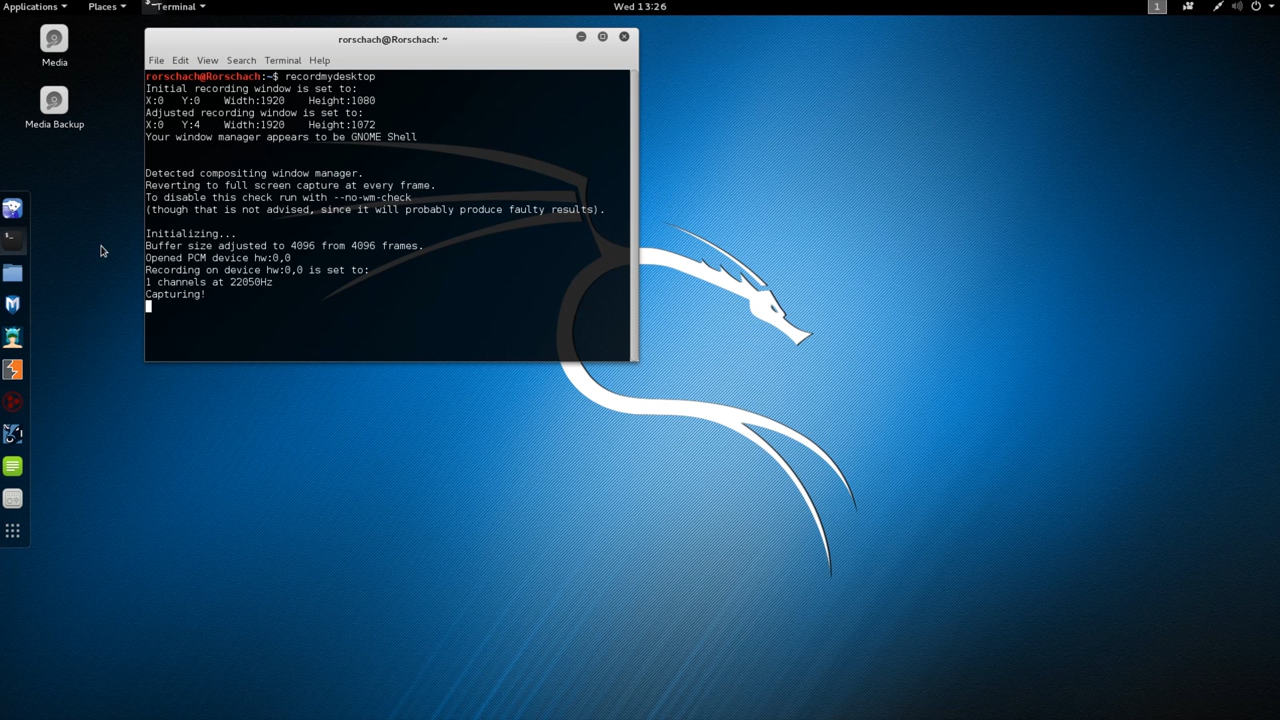 Applications Places Terminal Wed 13:26 1
Media
Media Backup
rorschach@Rorschach: ~
File Edit View Search Terminal Help
rorschach@Rorschach:~$ recordmydesktop
Initial recording window is set to:
X:0 Y:0 Width:1920 Height:1080
Adjusted recording window is set to:
X:0 Y:4 Width:1920 Height:1072
Your window manager appears to be GNOME Shell
Detected compositing window manager.
Reverting to full screen capture at every frame.
To disable this check run with --no-wm-check
(though that is not advised, since it will probably produce faulty results).
Initializing...
Buffer size adjusted to 4096 from 4096 frames.
Opened PCM device hw:0,0
Recording on device hw:0,0 is set to:
1 channels at 22050Hz
Capturing!